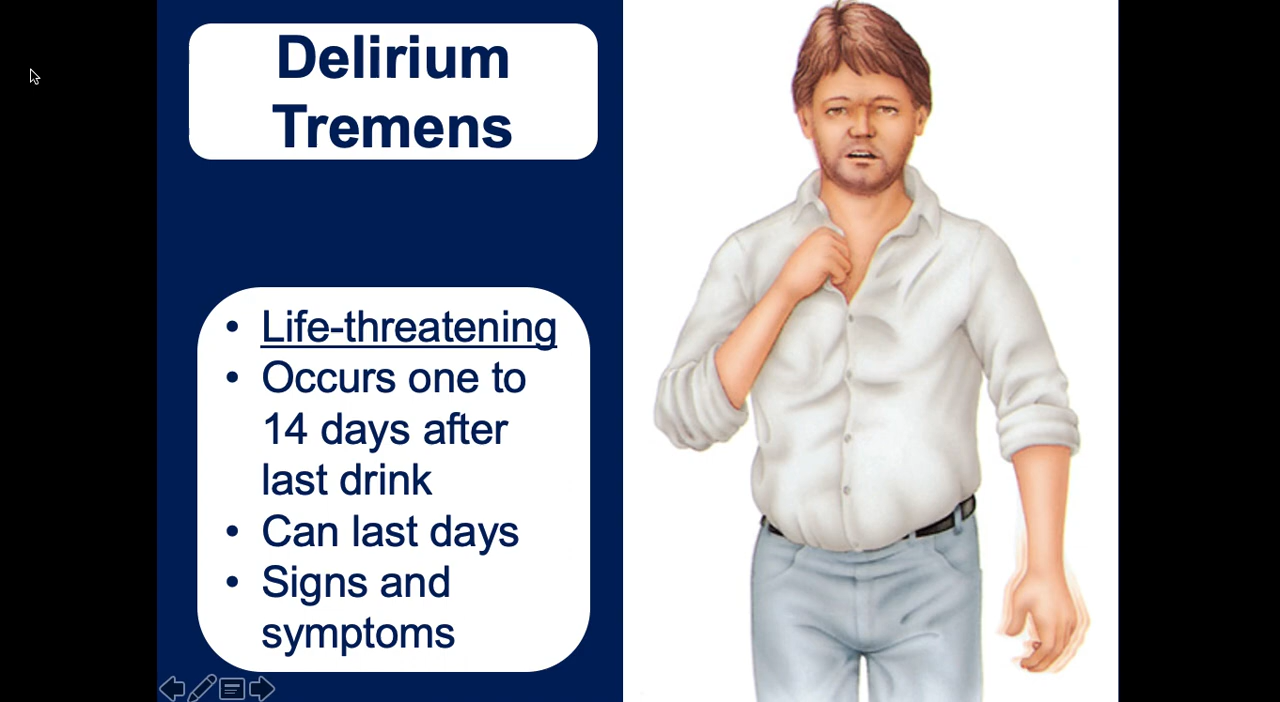 Delirium
Tremens
• Life-threatening
• Occurs one to
14 days after
last drink
• Can last days
• Signs and
symptoms